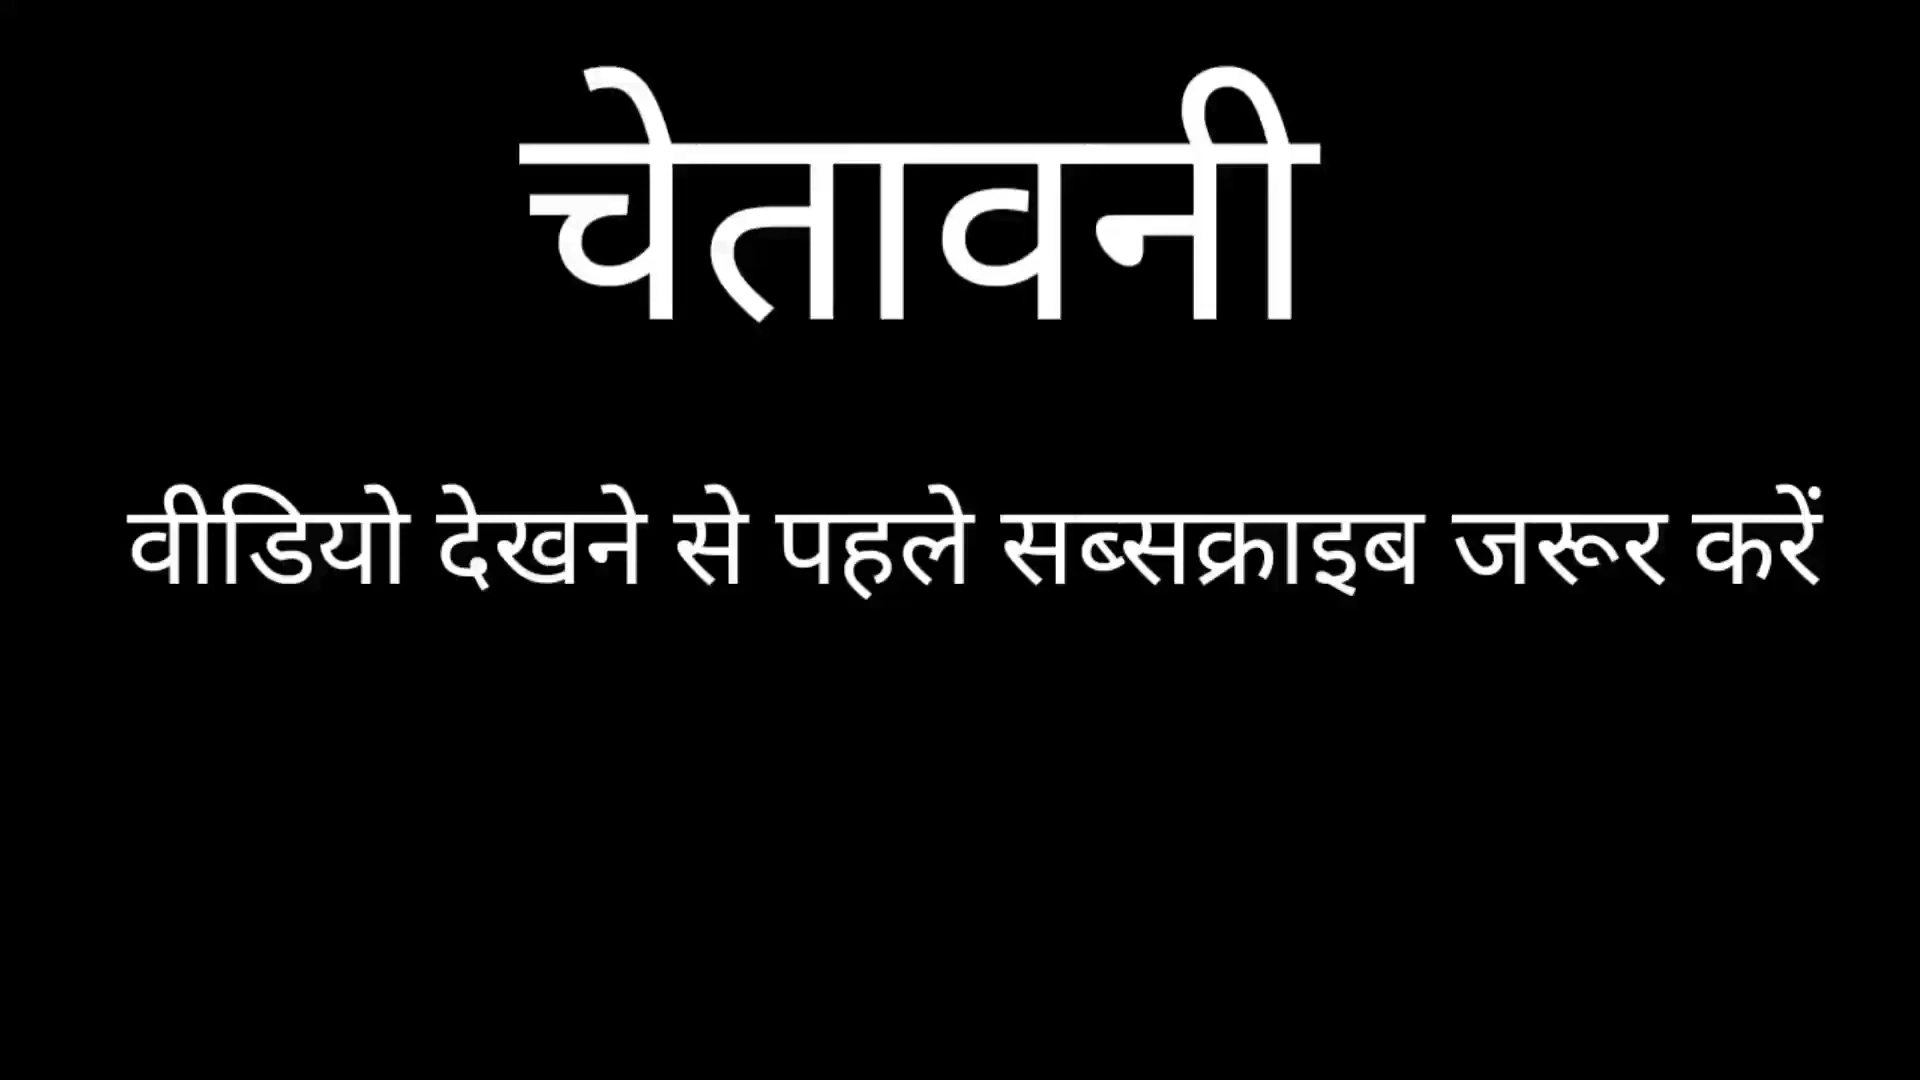 चेतावनी
वीडियो देखने से पहले सब्सक्राइब जरूर करें